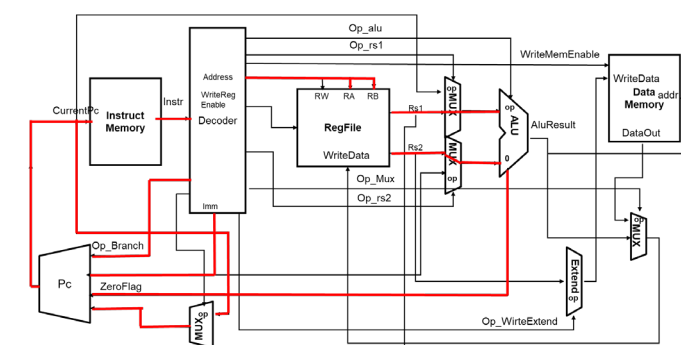 Op_alu
Op_rs1
WriteMemEnable
Address
WriteReg
Enable
Decoder
Imm
CurrentPc
Instruct
Memory
Instr
RW RA RB
RegFile
WriteData
Rs1
Rs2
op
MUX
MUX
op
op
ALU
0
AluResult
WriteData
Data addr
Memory
DataOut
Op_Mux
Op_rs2
op
MUX
Op_Branch
Pc
ZeroFlag
op
MUX
Extend
op
Op_WirteExtend